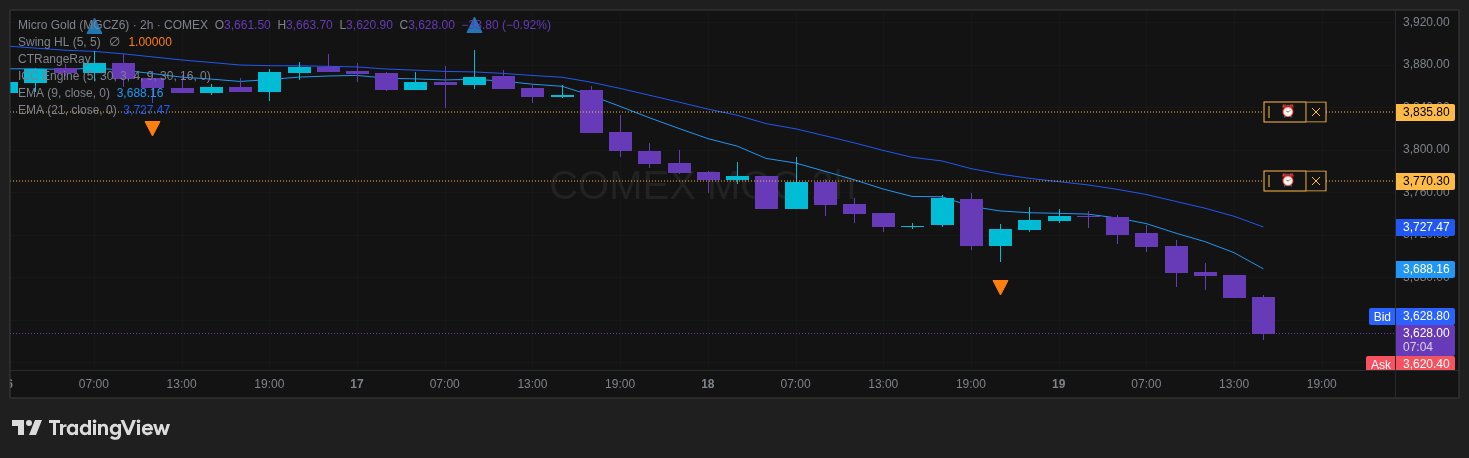 Micro Gold (MGCZ6) · 2h · COMEX O3,661.50 H3,663.70 L3,620.90 C3,628.00 (−0.92%)
Swing HL (5, 5) ∅ 1.00000
CTRangeRay
EMA (9, close, 0) 3,688.16
EMA (21, close, 0) 3,727.47
3,920.00
3,880.00
3,835.80
3,800.00
3,770.30
3,760.00
3,727.47
3,688.16
Bid 3,628.80
3,628.00
07:04
Ask 3,620.40
07:00 13:00 19:00 17 07:00 13:00 19:00 18 07:00 13:00 19:00 19 07:00 13:00 19:00
TradingView